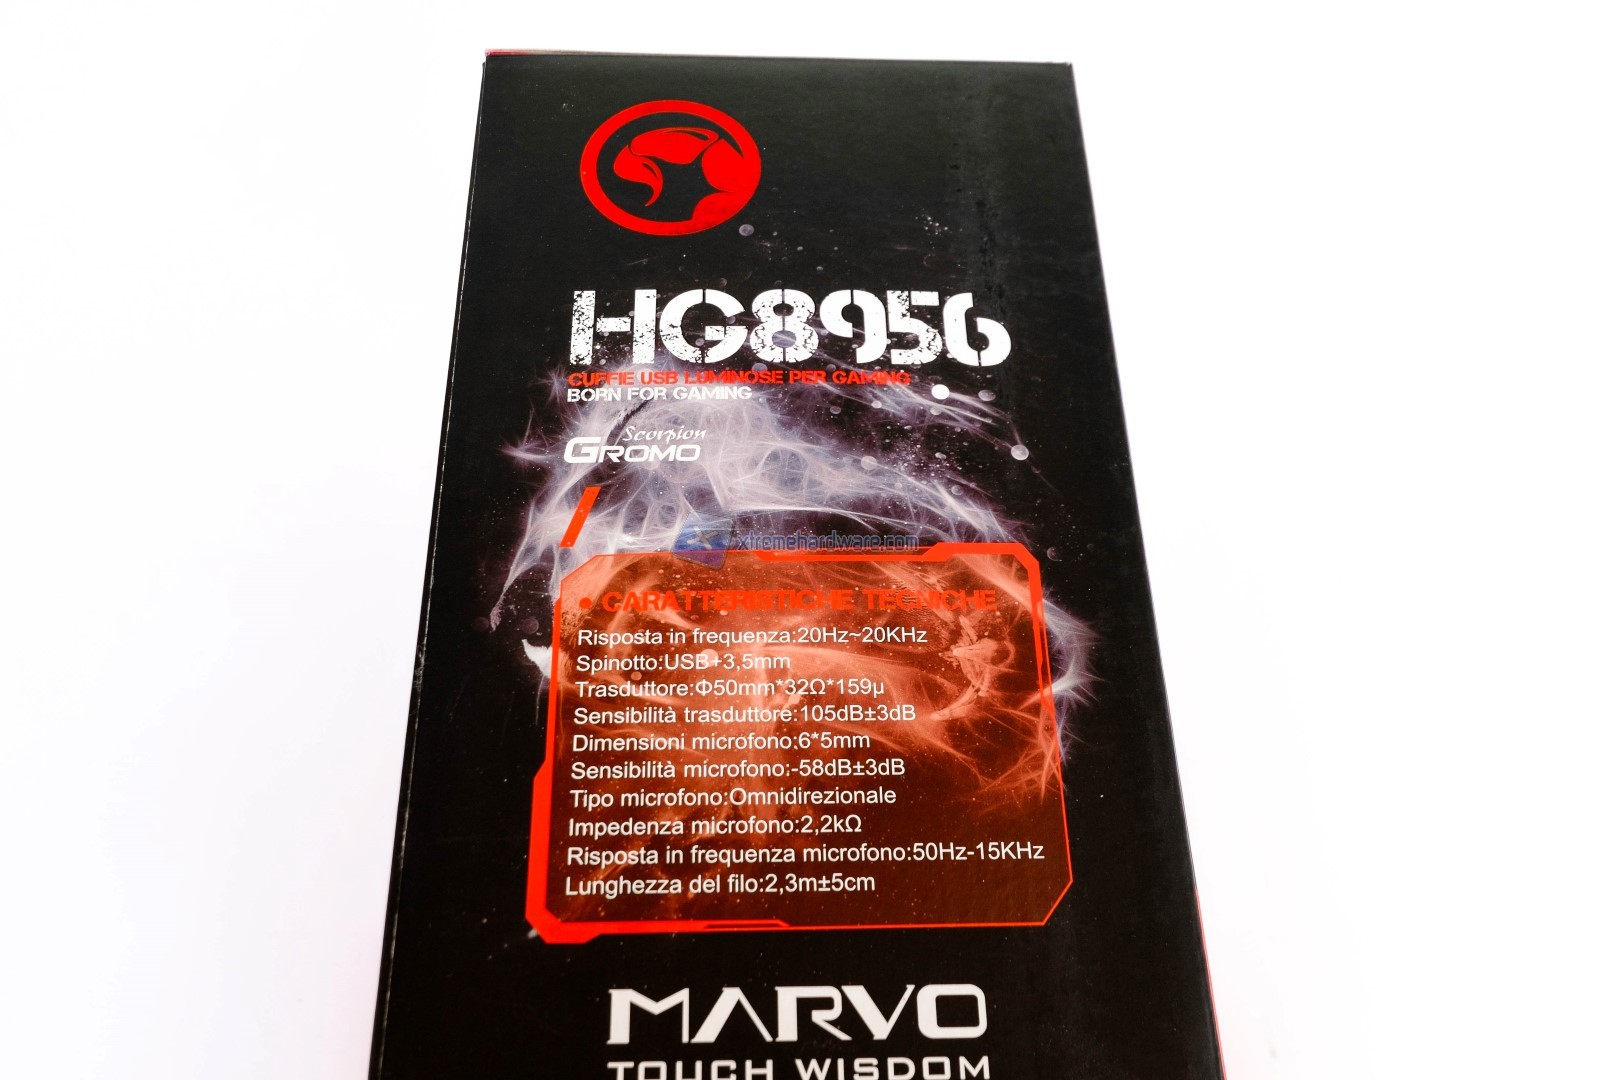 HG8956
CUFFIE USB LUMINOSE PER GAMING
BORN FOR GAMING
Scorpion
GROMO
xtremehardware.com
• CARATTERISTICHE TECNICHE
Risposta in frequenza:20Hz~20KHz
Spinotto:USB+3,5mm
Trasduttore:Φ50mm*32Ω*159μ
Sensibilità trasduttore:105dB±3dB
Dimensioni microfono:6*5mm
Sensibilità microfono:-58dB±3dB
Tipo microfono:Omnidirezionale
Impedenza microfono:2,2kΩ
Risposta in frequenza microfono:50Hz-15KHz
Lunghezza del filo:2,3m±5cm
MARVO
TOUCH WISDOM